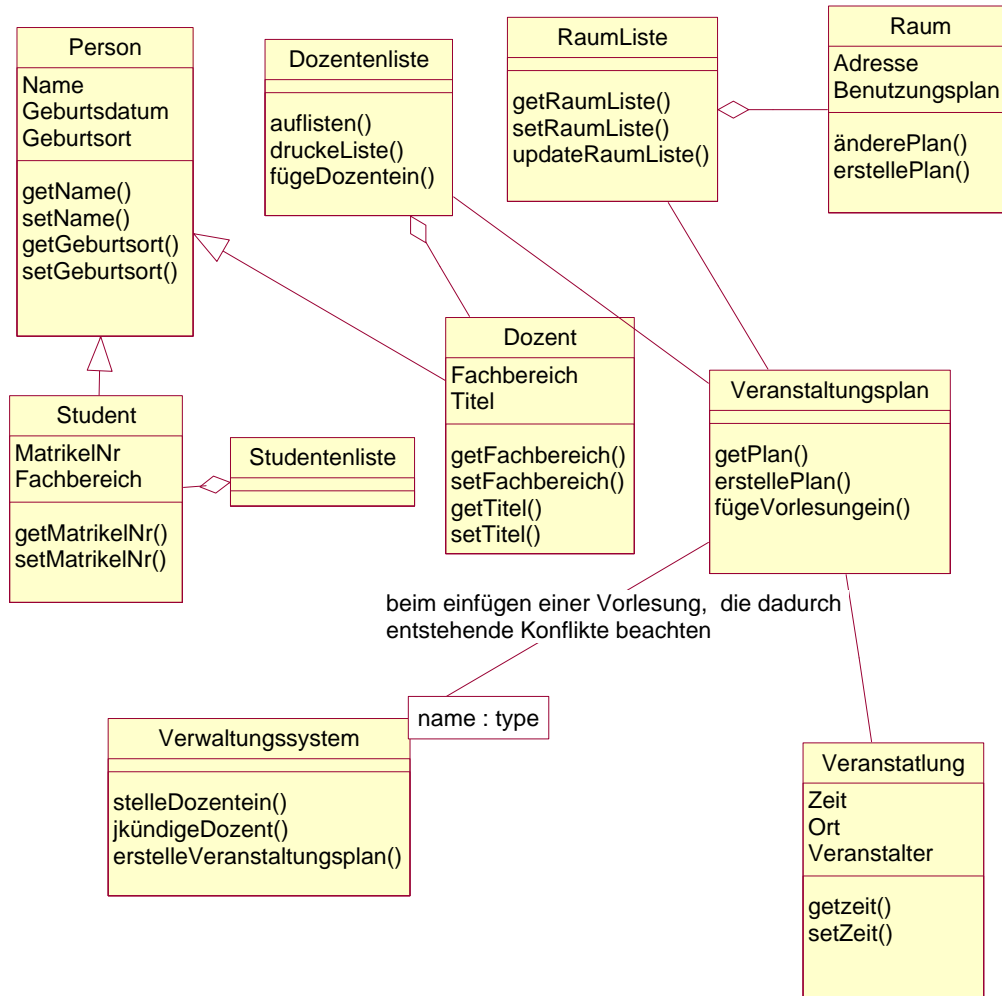 Person
Name
Geburtsdatum
Geburtsort
getName()
setName()
getGeburtsort()
setGeburtsort()
Dozentenliste
auflisten()
druckeListe()
fügeDozentein()
RaumListe
getRaumListe()
setRaumListe()
updateRaumListe()
Raum
Adresse
Benutzungsplan
änderePlan()
erstellePlan()
Dozent
Fachbereich
Titel
getFachbereich()
setFachbereich()
getTitel()
setTitel()
Veranstaltungsplan
getPlan()
erstellePlan()
fügeVorlesungein()
Student
MatrikelNr
Fachbereich
getMatrikelNr()
setMatrikelNr()
Studentenliste
beim einfügen einer Vorlesung, die dadurch
entstehende Konflikte beachten
name : type
Verwaltungssystem
stelleDozentein()
jkündigeDozent()
erstelleVeranstaltungsplan()
Veranstatlung
Zeit
Ort
Veranstalter
getzeit()
setZeit()